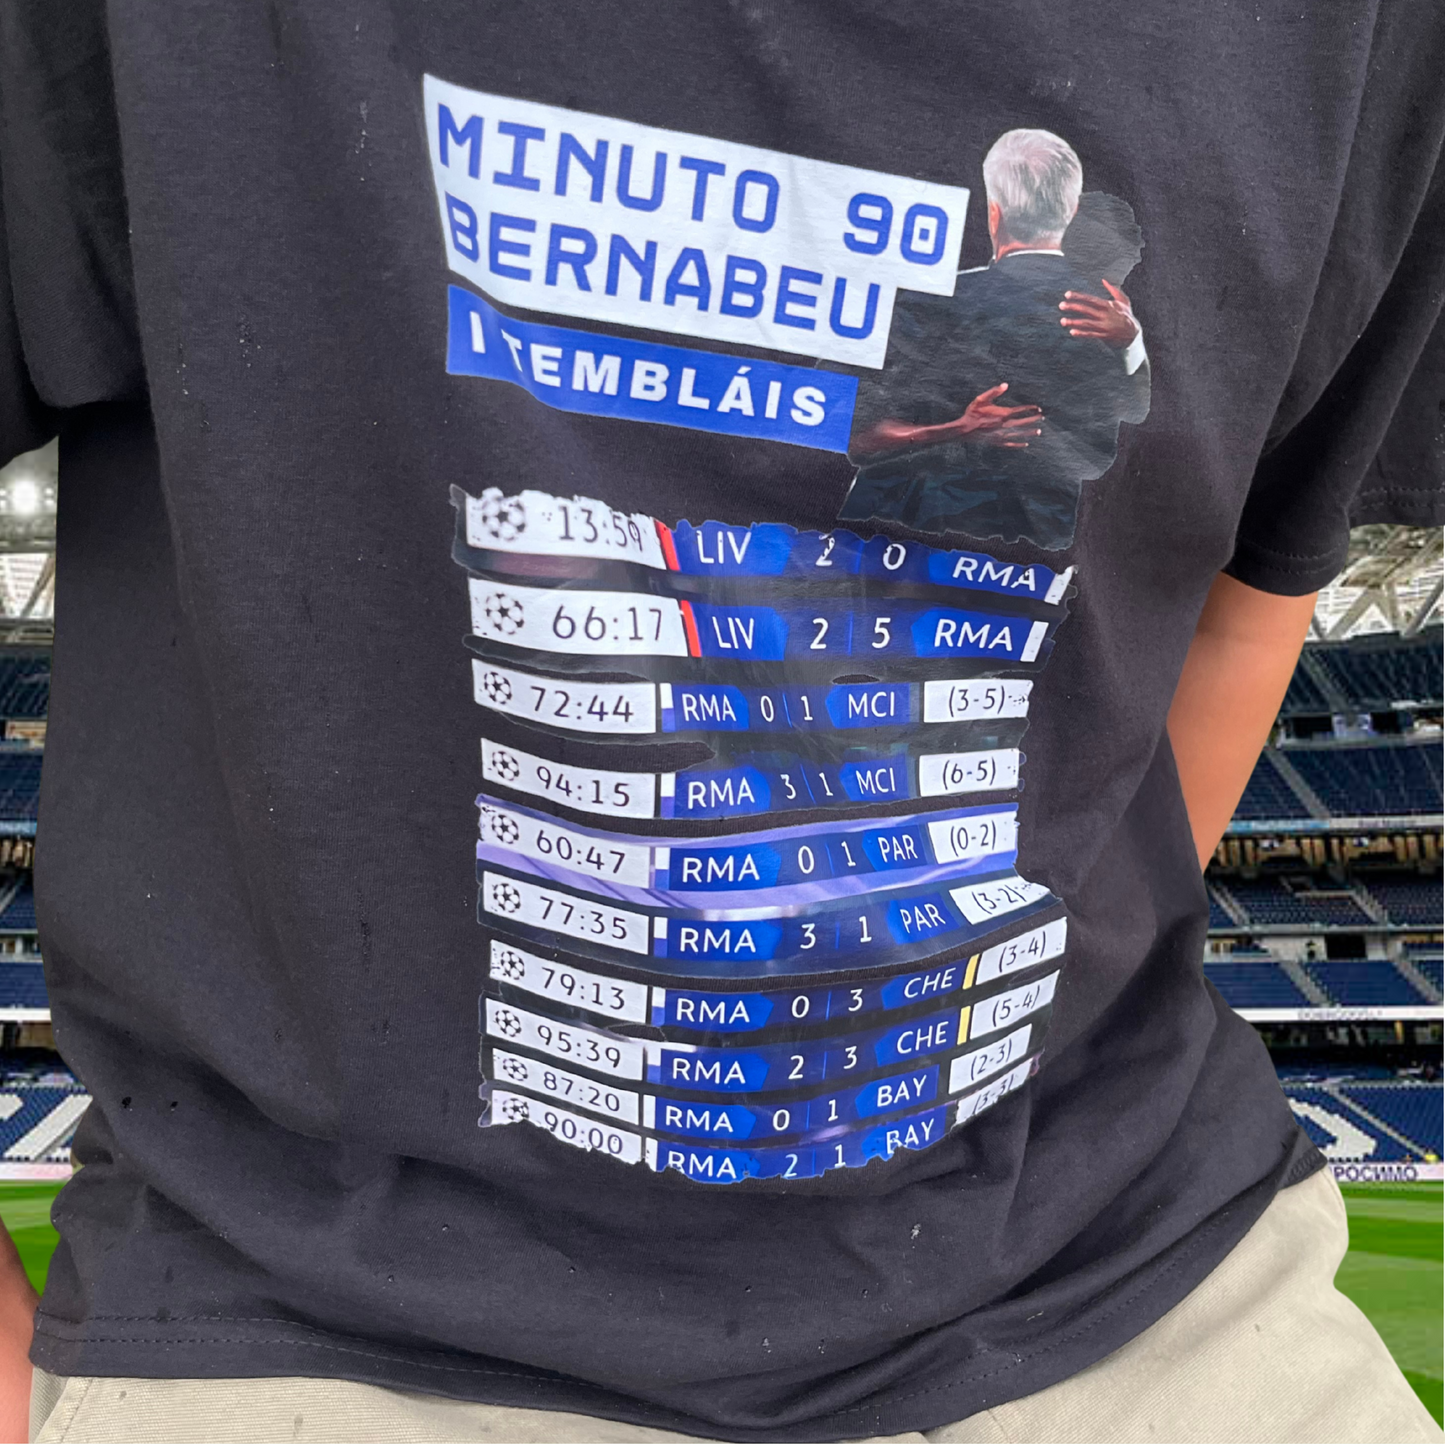 MINUTO 90
BERNABEU
I TEMBLÁIS
13:59 LIV 2 0 RMA
66:17 LIV 2 5 RMA
72:44 RMA 0 1 MCI (3-5)
94:15 RMA 3 1 MCI (6-5)
60:47 RMA 0 1 PAR (0-2)
77:35 RMA 3 1 PAR (3-2)
79:13 RMA 0 3 CHE (3-4)
95:39 RMA 2 3 CHE (5-4)
87:20 RMA 0 1 BAY (2-3)
90:00 RMA 2 1 BAY (3-3)